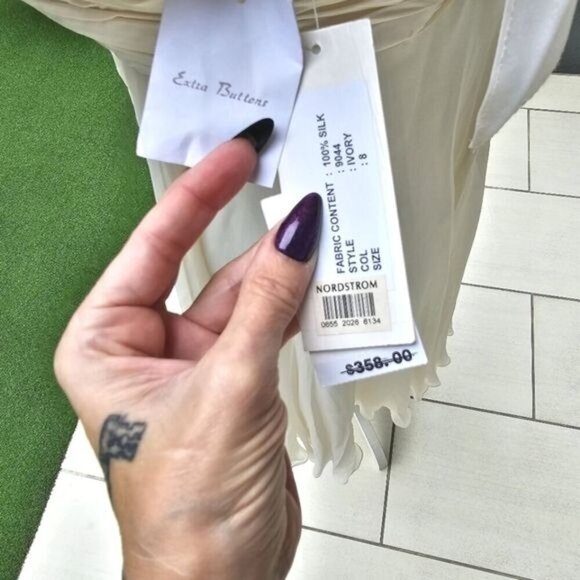 Extra Buttons
FABRIC CONTENT : 100% SILK
STYLE : 9044
COL : IVORY
SIZE : 8
NORDSTROM
0655 2026 8134
$358.00